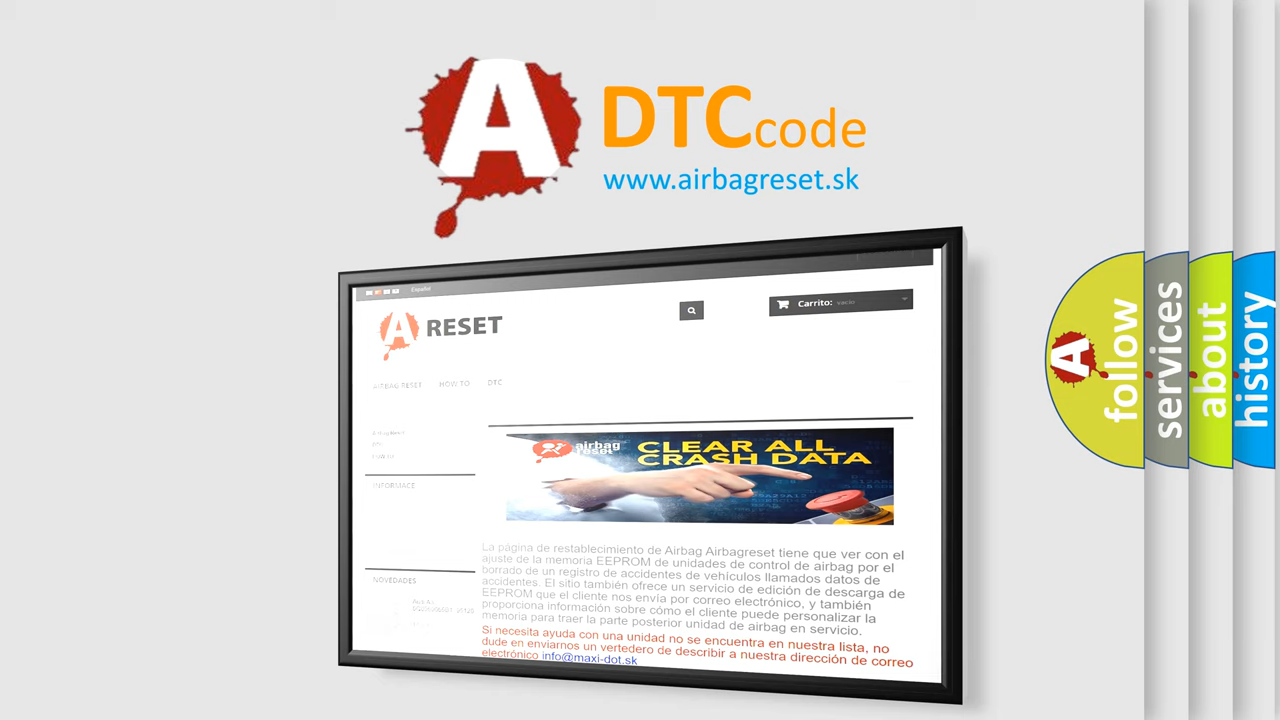 A
DTCcode
www.airbagreset.sk
Español
A RESET
Carrito: vacío
AIRBAG RESET HOW TO DTC
INFORMACE
NOVEDADES
airbag
reset
CLEAR ALL
CRASH DATA
La página de restablecimiento de Airbag Airbagreset tiene que ver con el
ajuste de la memoria EEPROM de unidades de control de airbag por el
borrado de un registro de accidentes de vehículos llamados datos de
accidentes. El sitio también ofrece un servicio de edición de descarga de
EEPROM que el cliente nos envía por correo electrónico, y también
proporciona información sobre cómo el cliente puede personalizar la
memoria para traer la parte posterior unidad de airbag en servicio.
Si necesita ayuda con una unidad no se encuentra en nuestra lista, no
dude en enviarnos un vertedero de describir a nuestra dirección de correo
electrónico info@maxi-dot.sk
A
follow
services
about
history